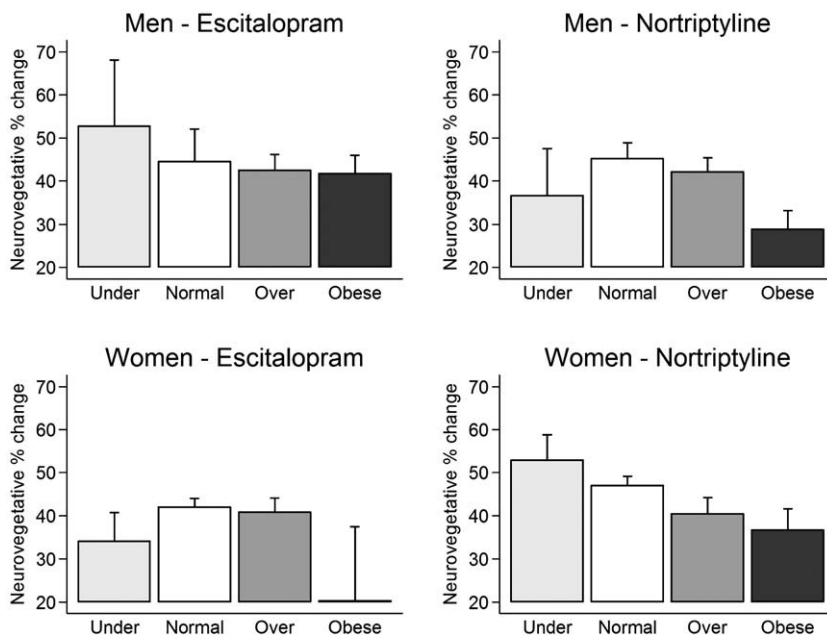 Men - Escitalopram
Neurovegetative % change
70
60
50
40
30
20
Under Normal Over Obese
Men - Nortriptyline
Neurovegetative % change
70
60
50
40
30
20
Under Normal Over Obese
Women - Escitalopram
Neurovegetative % change
70
60
50
40
30
20
Under Normal Over Obese
Women - Nortriptyline
Neurovegetative % change
70
60
50
40
30
20
Under Normal Over Obese